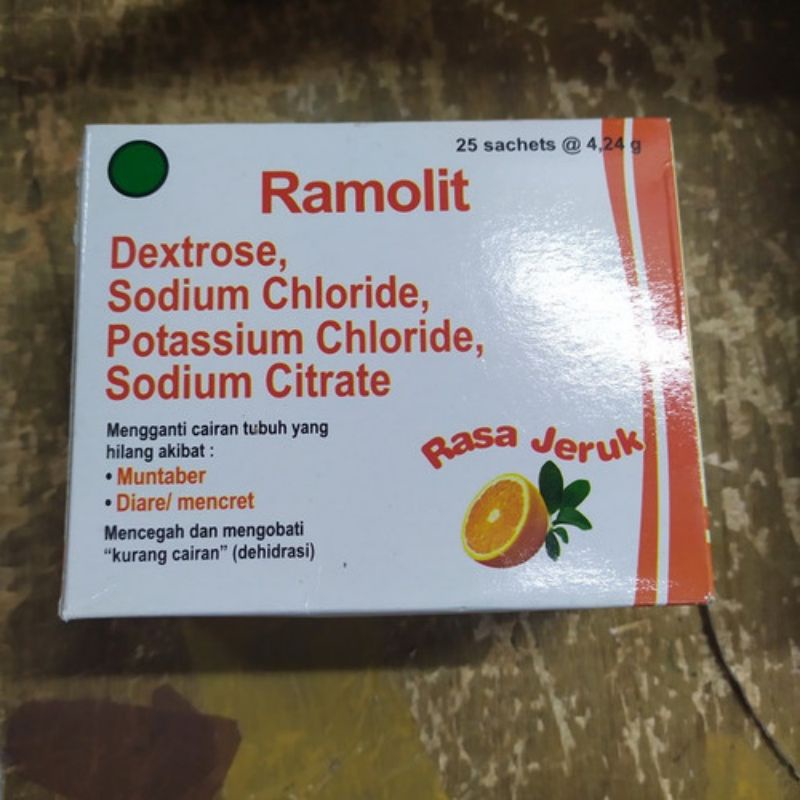 25 sachets @ 4,24 g
Ramolit
Dextrose,
Sodium Chloride,
Potassium Chloride,
Sodium Citrate
Mengganti cairan tubuh yang
hilang akibat :
• Muntaber
• Diare/ mencret
Mencegah dan mengobati
“kurang cairan” (dehidrasi)
Rasa Jeruk